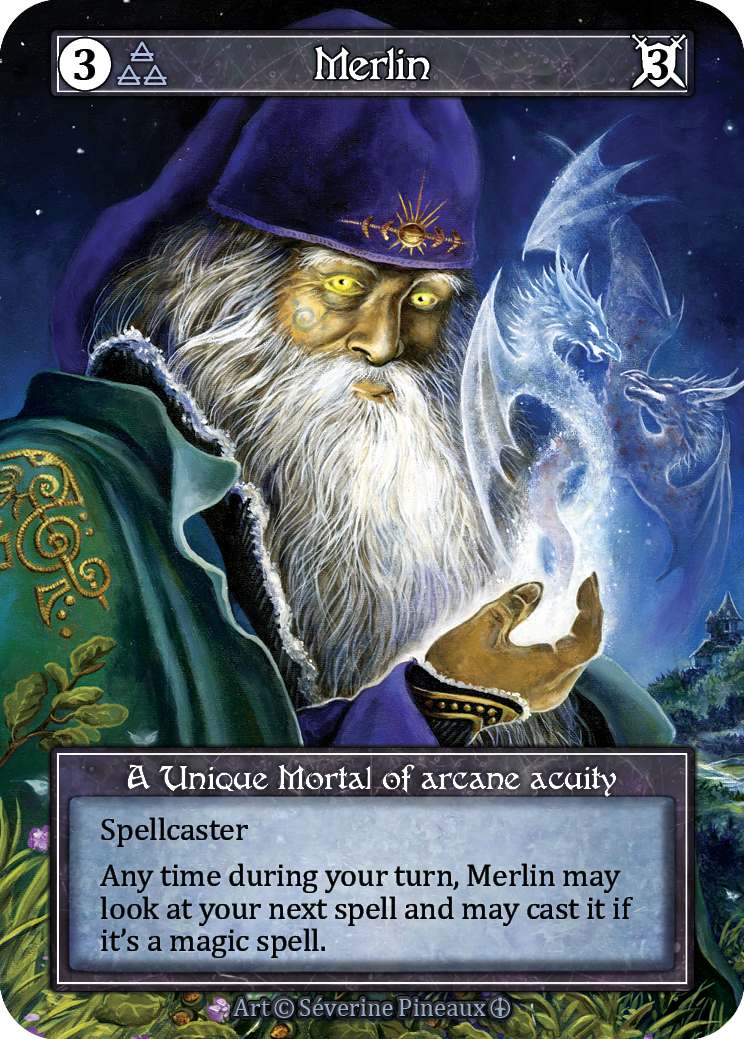 3 Merlin 3
A Unique Mortal of arcane acuity
Spellcaster
Any time during your turn, Merlin may
look at your next spell and may cast it if
it's a magic spell.
Art © Séverine Pineaux